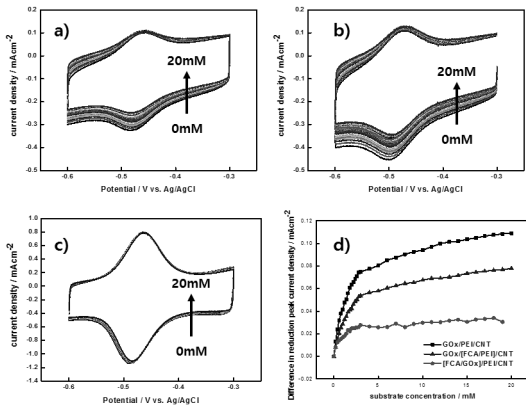 a)
0.3
0.2
0.1
0.0
-0.1
-0.2
-0.3
-0.4
-0.5
20mM
0mM
current density / mAcm-2
-0.6
-0.5
-0.4
-0.3
Potential / V vs. Ag/AgCl
b)
0.2
0.1
0.0
-0.1
-0.2
-0.3
-0.4
-0.5
20mM
0mM
current density / mAcm-2
-0.6
-0.5
-0.4
-0.3
Potential / V vs. Ag/AgCl
c)
1.0
0.8
0.6
0.4
0.2
0.0
-0.2
-0.4
-0.6
-0.8
-1.0
-1.2
-1.4
20mM
0mM
current density / mAcm-2
-0.6
-0.5
-0.4
-0.3
Potential / V vs. Ag/AgCl
d)
0.12
0.10
0.08
0.06
0.04
0.02
0.00
-0.02
Difference in reduction peak current density / mAcm-2
GOx/PEI/CNT
GOx/[FCA/PEI]/CNT
[FCA/GOx]/PEI/CNT
0
5
10
15
20
substrate concentration / mM